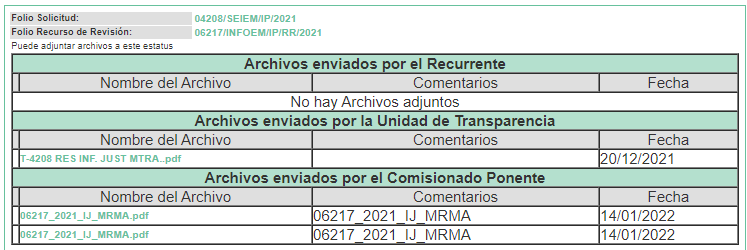 Folio Solicitud: 04208/SEIEM/IP/2021
Folio Recurso de Revisión: 06217/INFOEM/IP/RR/2021
Puede adjuntar archivos a este estatus
Archivos enviados por el Recurrente
Nombre del Archivo Comentarios Fecha
No hay Archivos adjuntos
Archivos enviados por la Unidad de Transparencia
Nombre del Archivo Comentarios Fecha
T-4208 RES INF. JUST MTRA..pdf 20/12/2021
Archivos enviados por el Comisionado Ponente
Nombre del Archivo Comentarios Fecha
06217_2021_IJ_MRMA.pdf 06217_2021_IJ_MRMA 14/01/2022
06217_2021_IJ_MRMA.pdf 06217_2021_IJ_MRMA 14/01/2022